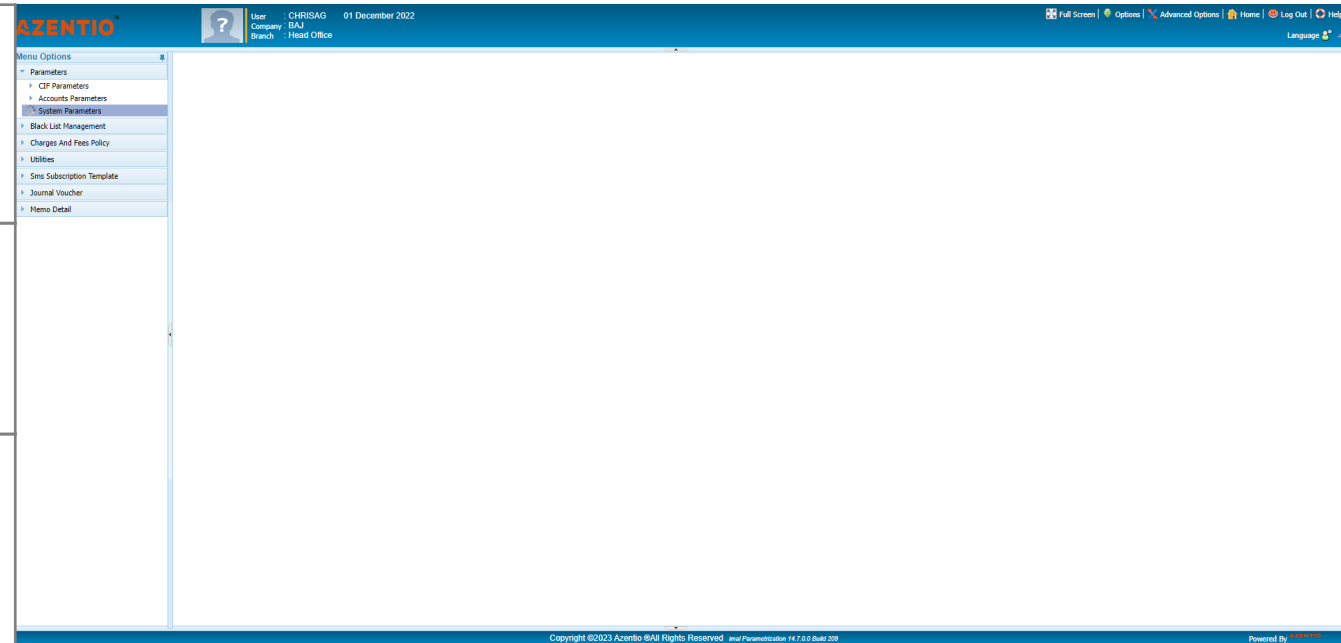 AZENTIO
User : CHRISAG 01 December 2022
Company : BAJ
Branch : Head Office
Full Screen | Options | Advanced Options | Home | Log Out | Help
Language
Menu Options
Parameters
CIF Parameters
Accounts Parameters
System Parameters
Black List Management
Charges And Fees Policy
Utilities
Sms Subscription Template
Journal Voucher
Memo Detail
Copyright ©2023 Azentio ®All Rights Reserved imal Parametrization 14.7.0.0 Build 209
Powered By AZENTIO